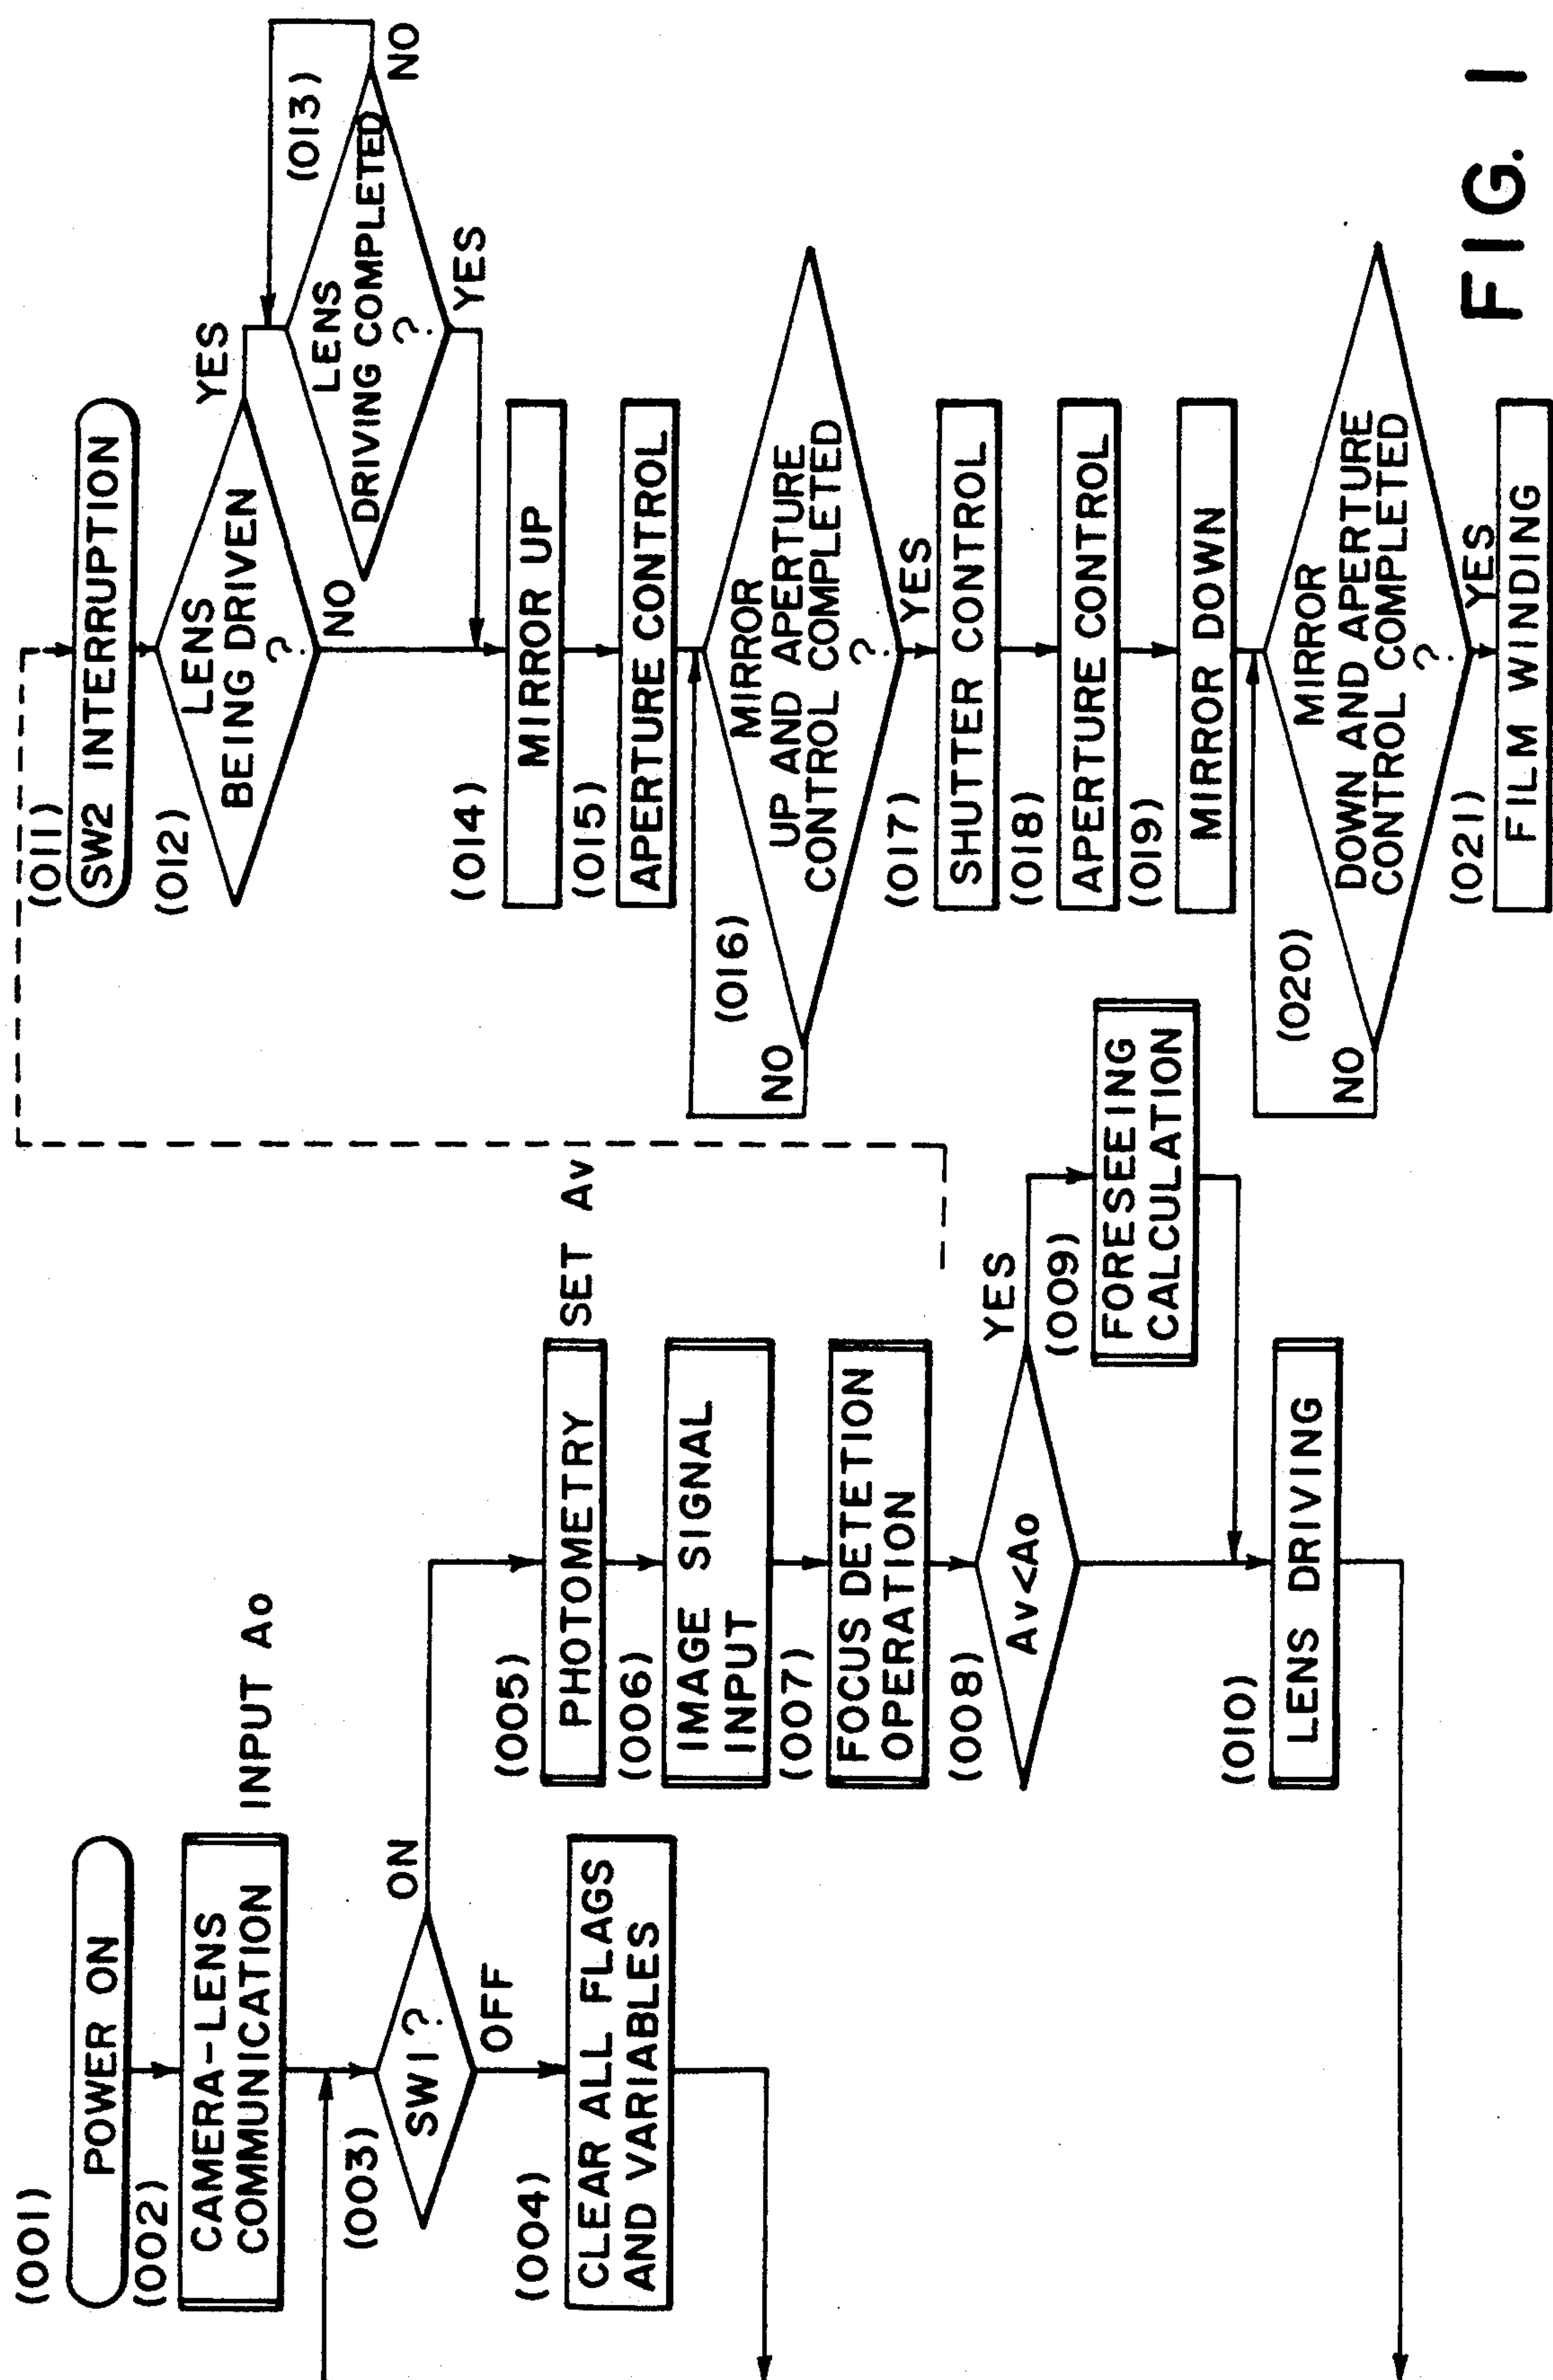 (001)
POWER ON
(002)
CAMERA-LENS
COMMUNICATION
INPUT Ao
(003)
SW1?
ON
OFF
(004)
CLEAR ALL FLAGS
AND VARIABLES
(005)
PHOTOMETRY
SET Av
(006)
IMAGE SIGNAL
INPUT
(007)
FOCUS DETETION
OPERATION
(008)
Av<Ao
YES
(009)
FORESEEING
CALCULATION
(010)
LENS DRIVING
(011)
SW2 INTERRUPTION
(012)
LENS
BEING DRIVEN
?
YES
NO
(013)
LENS
DRIVING COMPLETED
?
NO
YES
(014)
MIRROR UP
(015)
APERTURE CONTROL
(016)
MIRROR
UP AND APERTURE
CONTROL COMPLETED
?
NO
YES
(017)
SHUTTER CONTROL
(018)
APERTURE CONTROL
(019)
MIRROR DOWN
(020)
MIRROR
DOWN AND APERTURE
CONTROL COMPLETED
?
NO
YES
(021)
FILM WINDING
FIG. 1